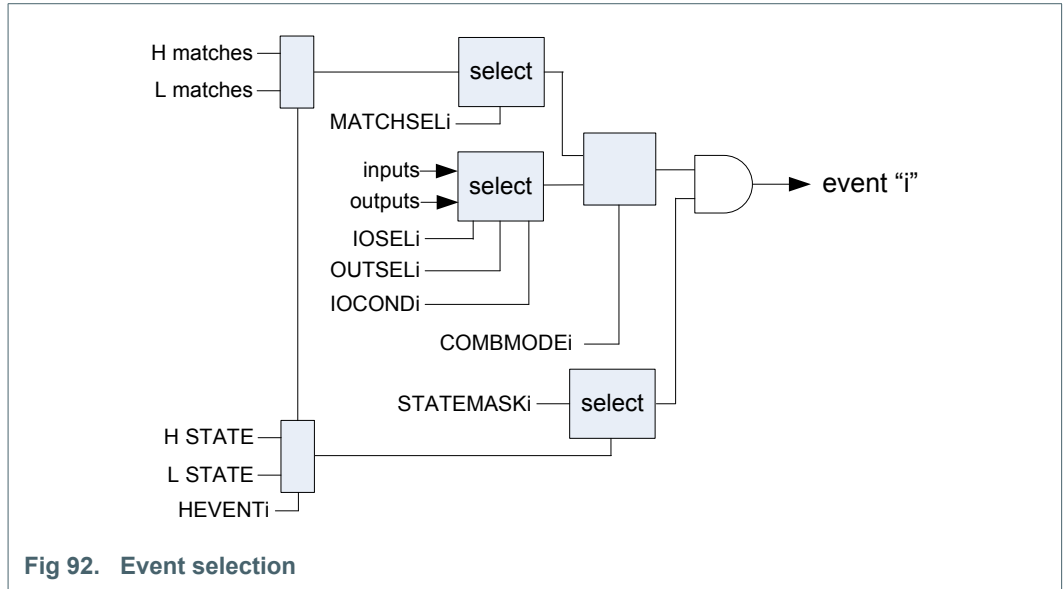 H matches
L matches
select
MATCHSELi
inputs
outputs
select
IOSELi
OUTSELi
IOCONDi
event “i”
COMBMODEi
STATEMASKi
select
H STATE
L STATE
HEVENTi
Fig 92. Event selection